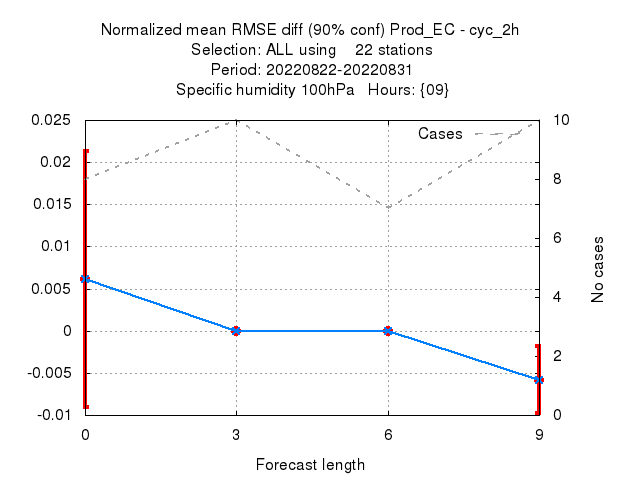 Normalized mean RMSE diff (90% conf) Prod_EC - cyc_2h
Selection: ALL using    22 stations
Period: 20220822-20220831
Specific humidity 100hPa   Hours: {09}
Cases
0.025
0.02
0.015
0.01
0.005
0
-0.005
-0.01
10
8
6
4
2
0
No cases
0 3 6 9
Forecast length